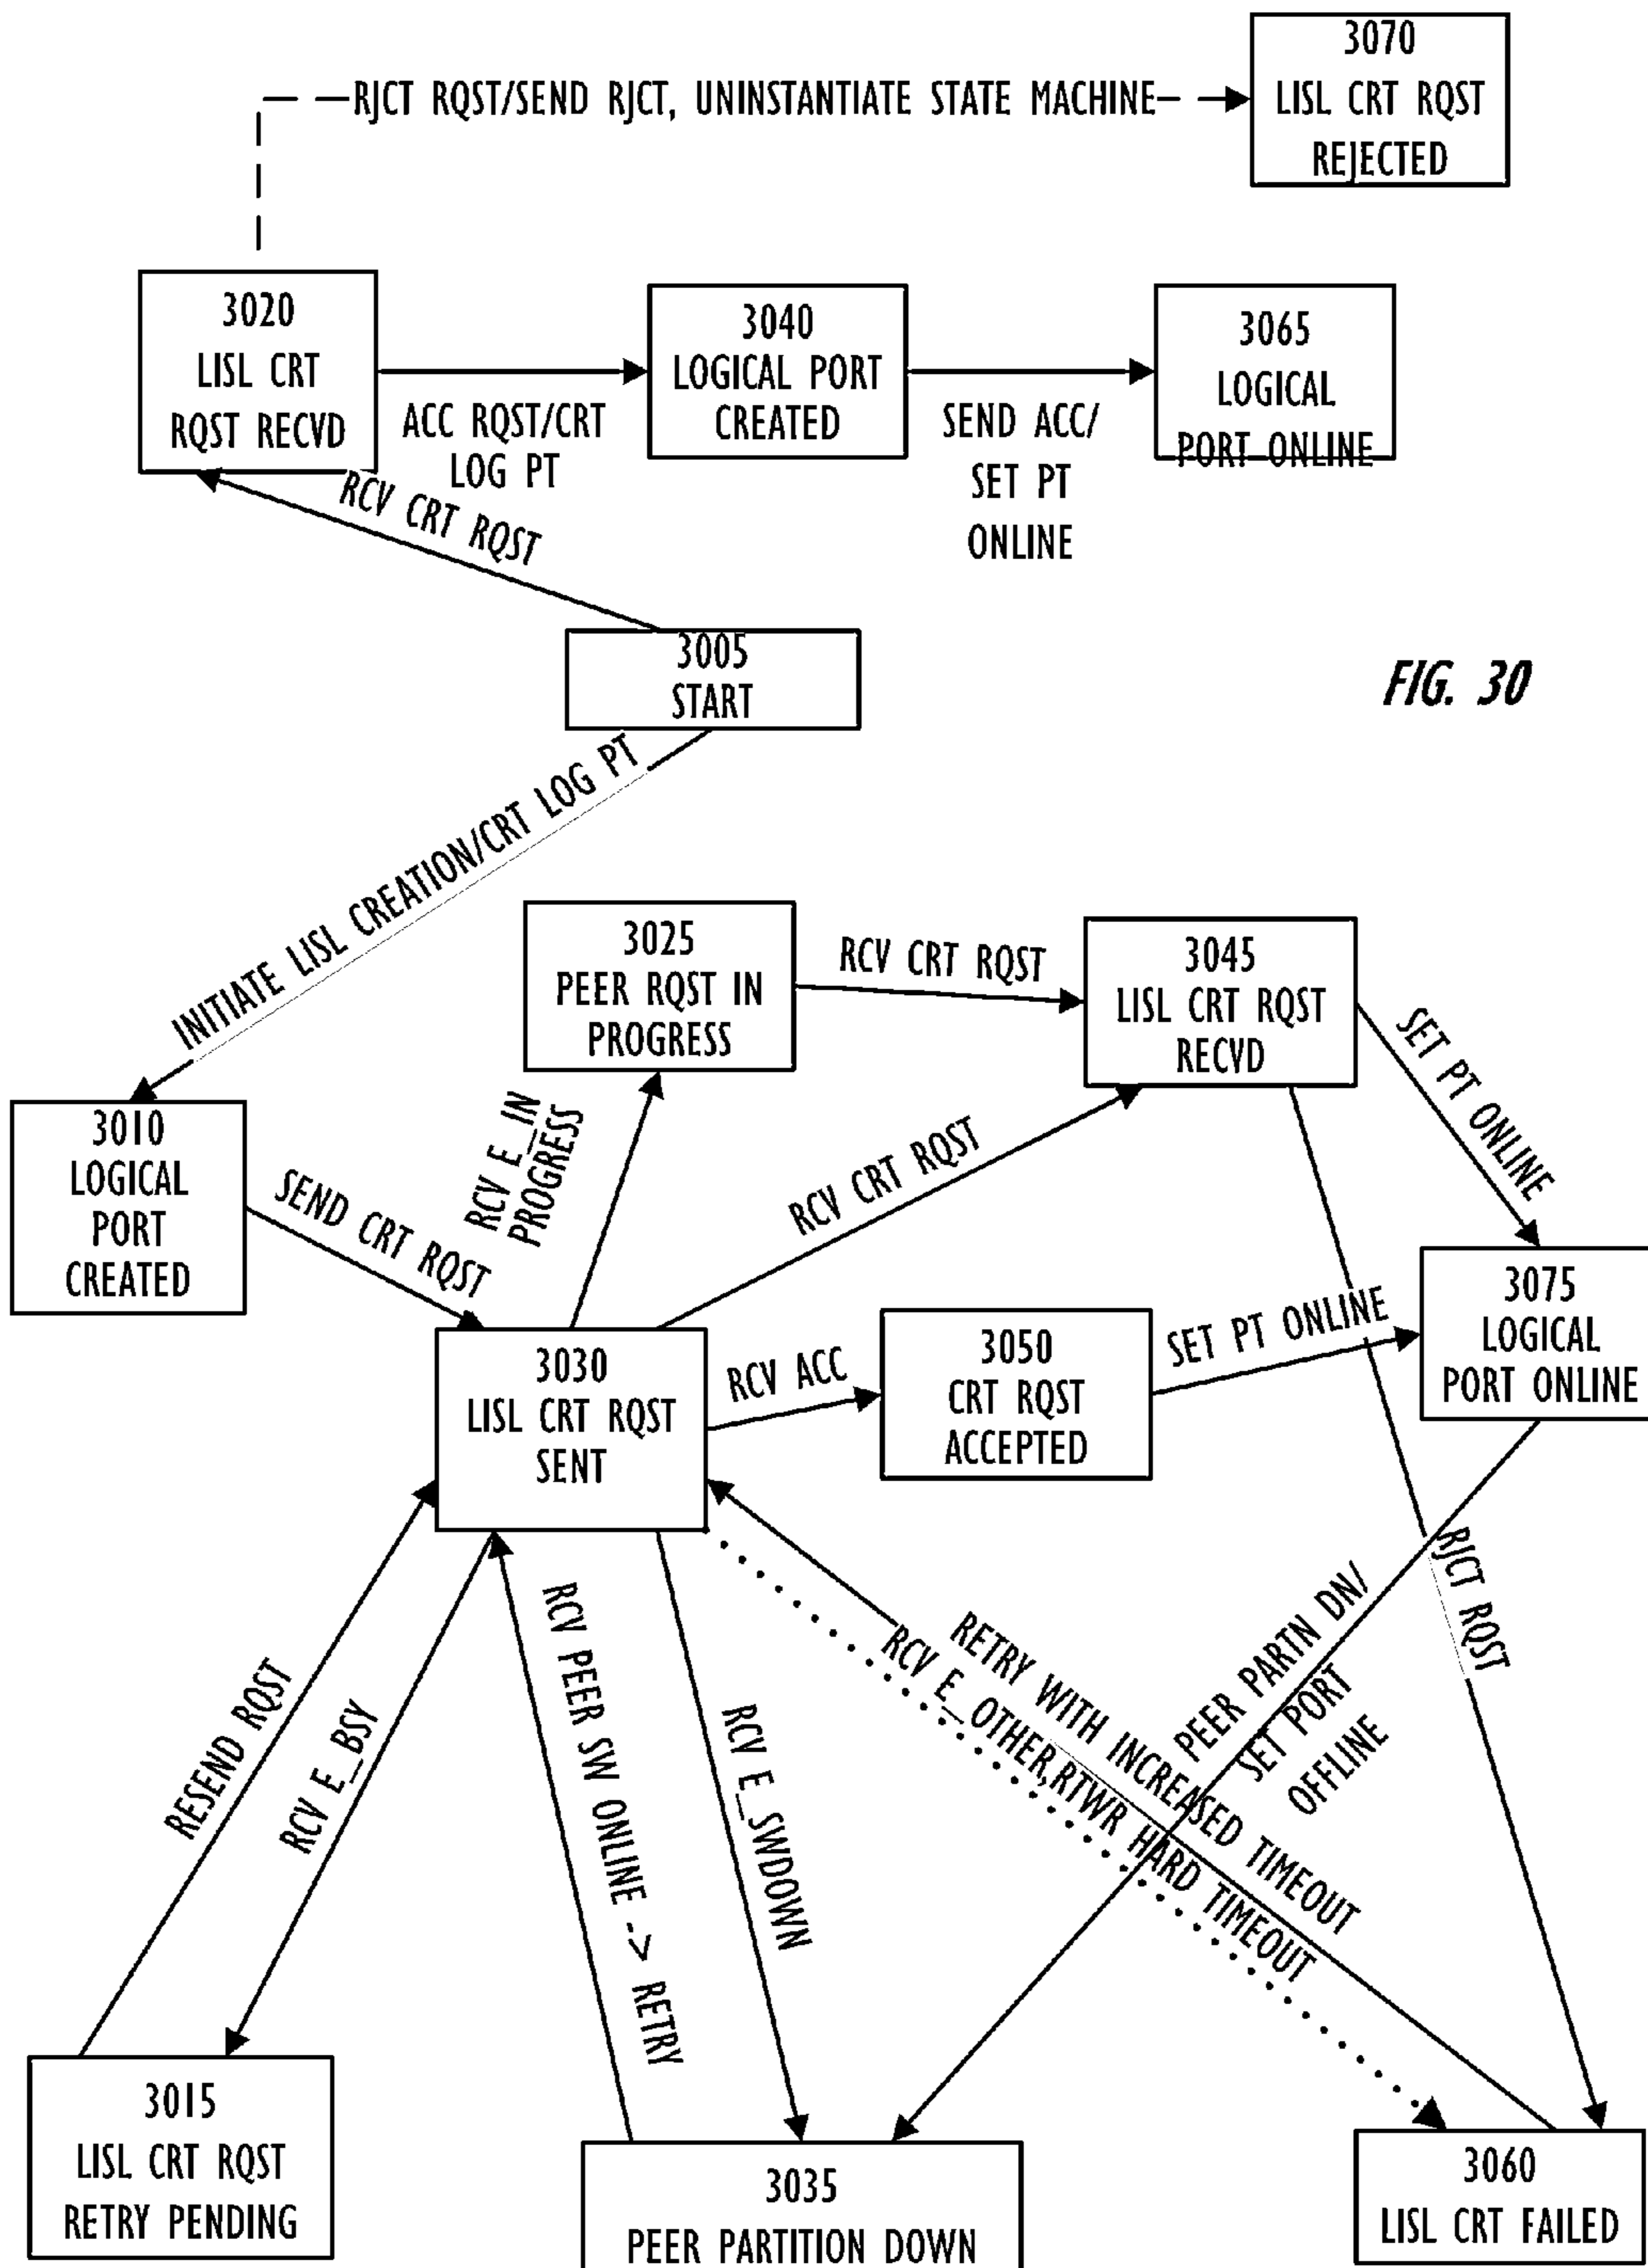 3070
LISL CRT RQST
REJECTED
RJCT RQST/SEND RJCT, UNINSTANTIATE STATE MACHINE
3020
LISL CRT
RQST RECVD
ACC RQST/CRT
LOG PT
3040
LOGICAL PORT
CREATED
SEND ACC/
SET PT
ONLINE
3065
LOGICAL
PORT ONLINE
RCV CRT RQST
3005
START
FIG. 30
INITIATE LISL CREATION/CRT LOG PT
3025
PEER RQST IN
PROGRESS
RCV CRT RQST
3045
LISL CRT RQST
RECVD
SET PT ONLINE
3010
LOGICAL
PORT
CREATED
SEND CRT RQST
RCV E_IN
PROGRESS
RCV CRT RQST
3030
LISL CRT RQST
SENT
RCV ACC
3050
CRT RQST
ACCEPTED
SET PT ONLINE
3075
LOGICAL
PORT ONLINE
RESEND RQST
RCV E_BSY
RCV PEER SW ONLINE -> RETRY
RCV E_SWDOWN
RETRY WITH INCREASED TIMEOUT
RCV E_OTHER,RTWR HARD TIMEOUT
PEER PARTN DN/
SET PORT
OFFLINE
RJCT RQST
3015
LISL CRT RQST
RETRY PENDING
3035
PEER PARTITION DOWN
3060
LISL CRT FAILED